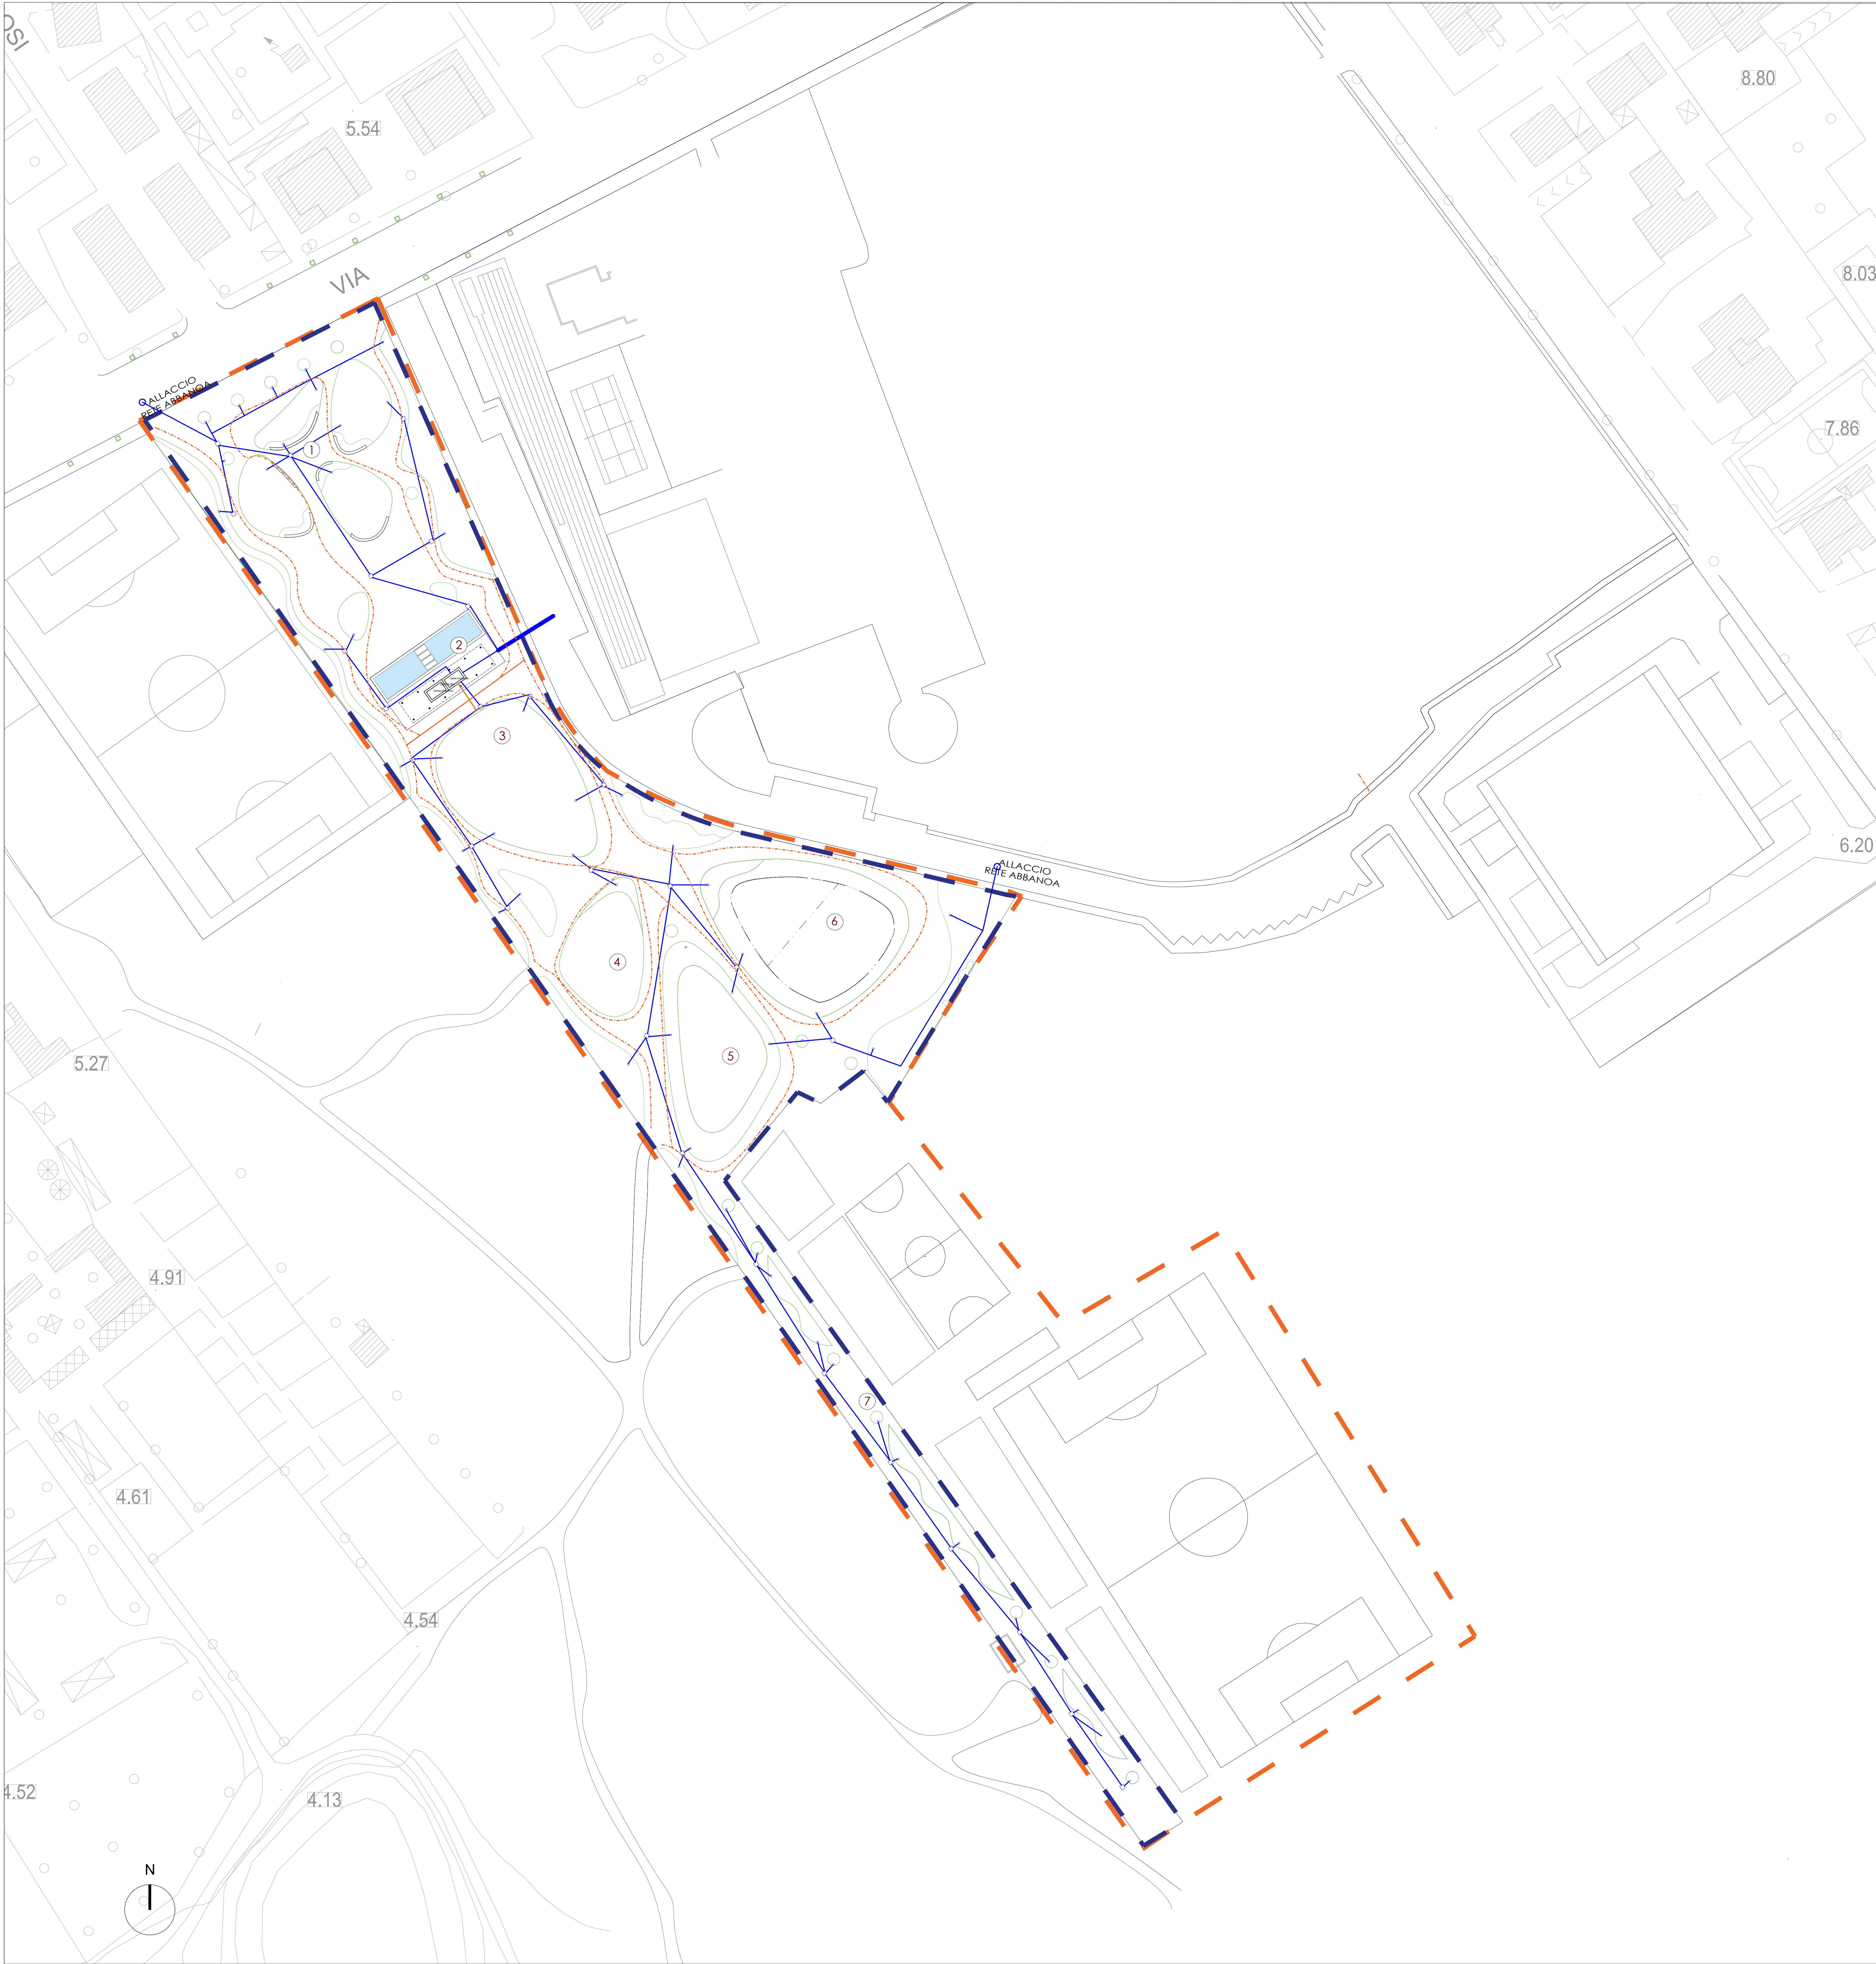 OSI
8.80
5.54
VIA
8.03
ALLACCIO
RETE ABBANOA
7.86
1
2
3
6.20
ALLACCIO
RETE ABBANOA
6
4
5
5.27
4.91
7
4.61
4.54
4.52
4.13
N